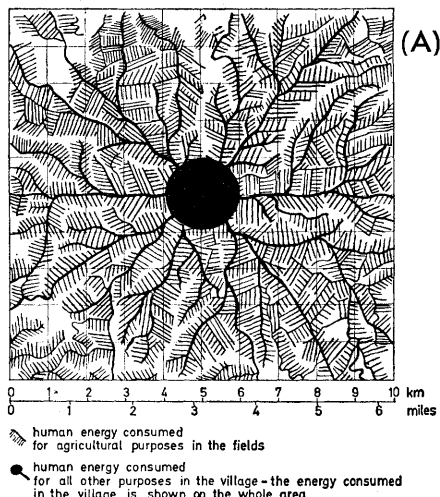 (A)
0 1 2 3 4 5 6 7 8 9 10 km
0 1 2 3 4 5 6 miles
human energy consumed
for agricultural purposes in the fields
human energy consumed
for all other purposes in the village - the energy consumed
in the village is shown on the whole area